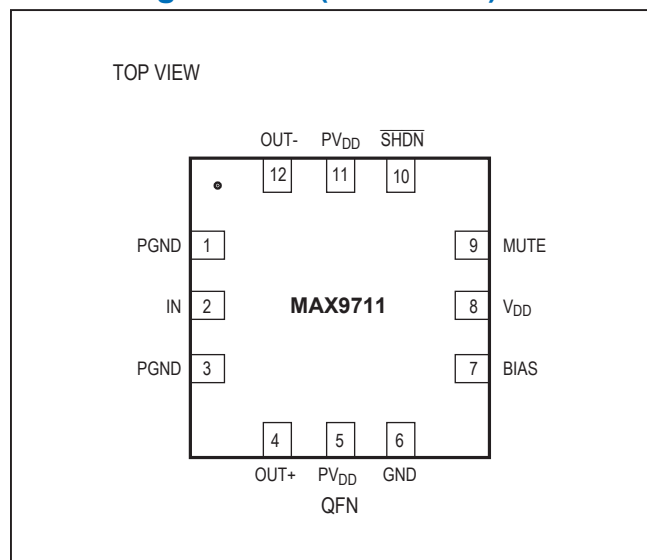 TOP VIEW
OUT- PVDD SHDN
12 11 10
PGND 1 9 MUTE
IN 2 MAX9711 8 VDD
PGND 3 7 BIAS
4 5 6
OUT+ PVDD GND
QFN